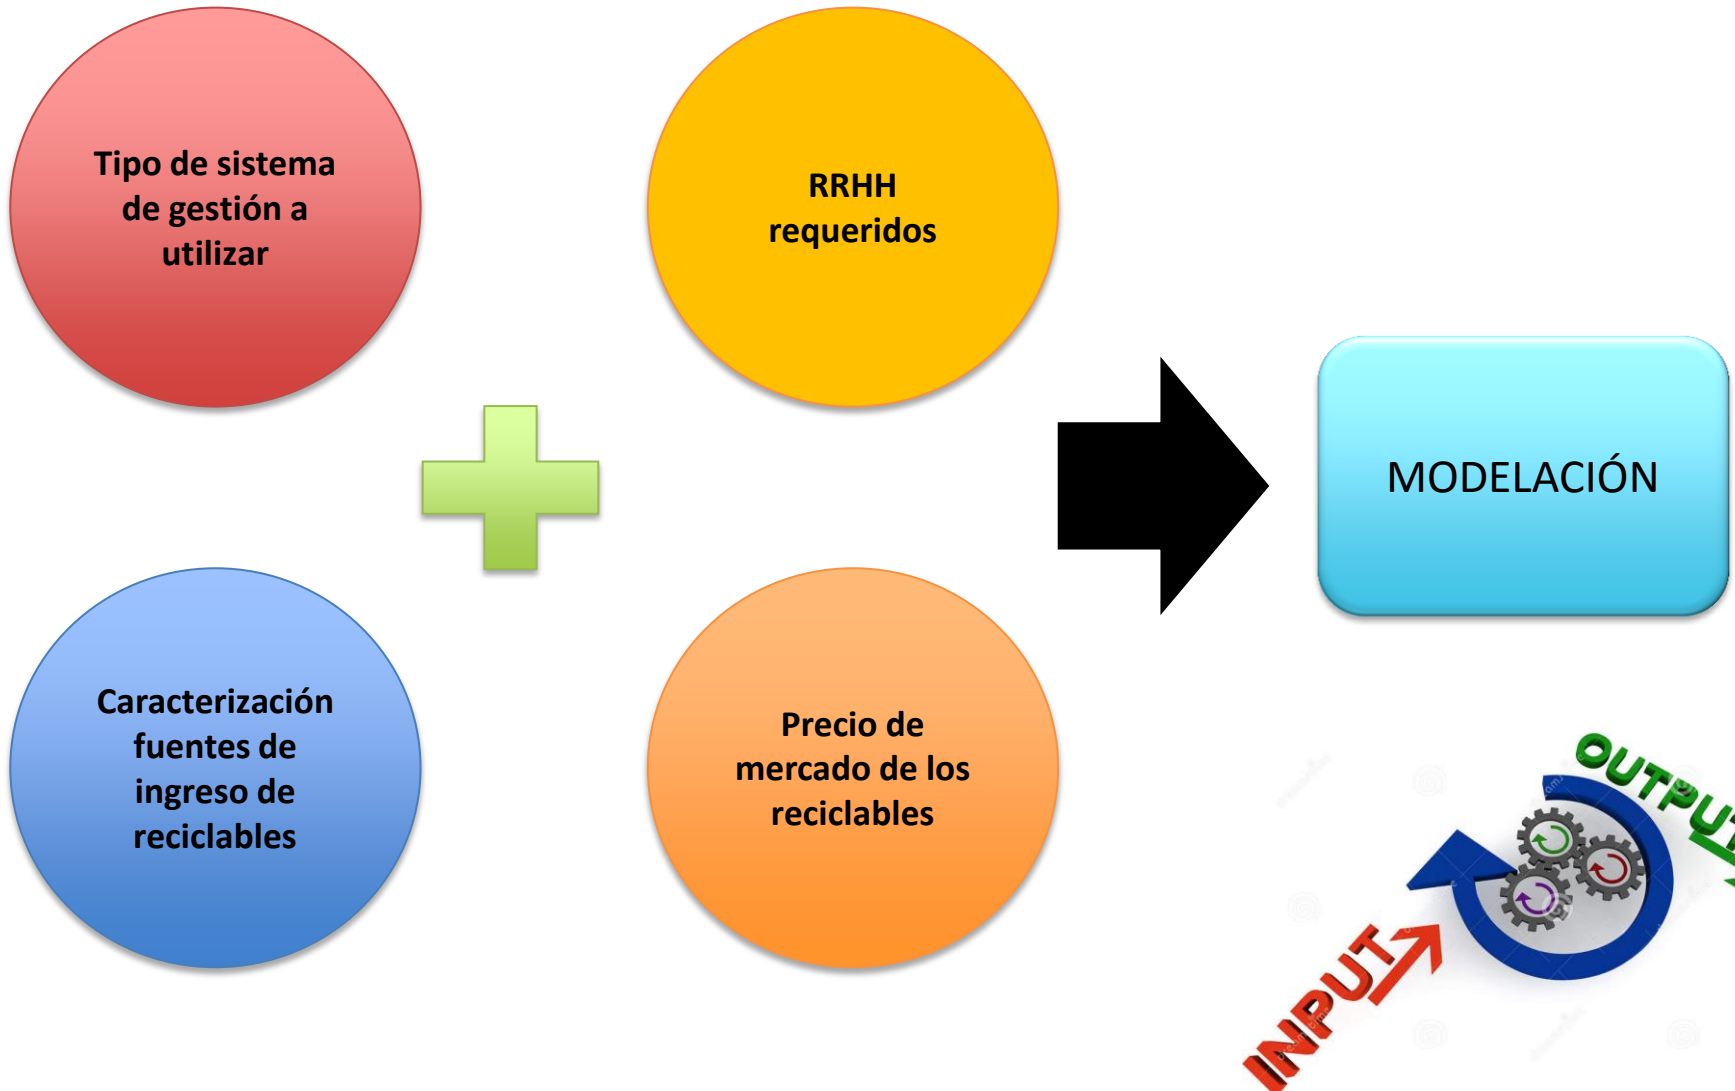 Tipo de sistema
de gestión a
utilizar
RRHH
requeridos
MODELACIÓN
Caracterización
fuentes de
ingreso de
reciclables
Precio de
mercado de los
reciclables
OUTPUT
INPUT